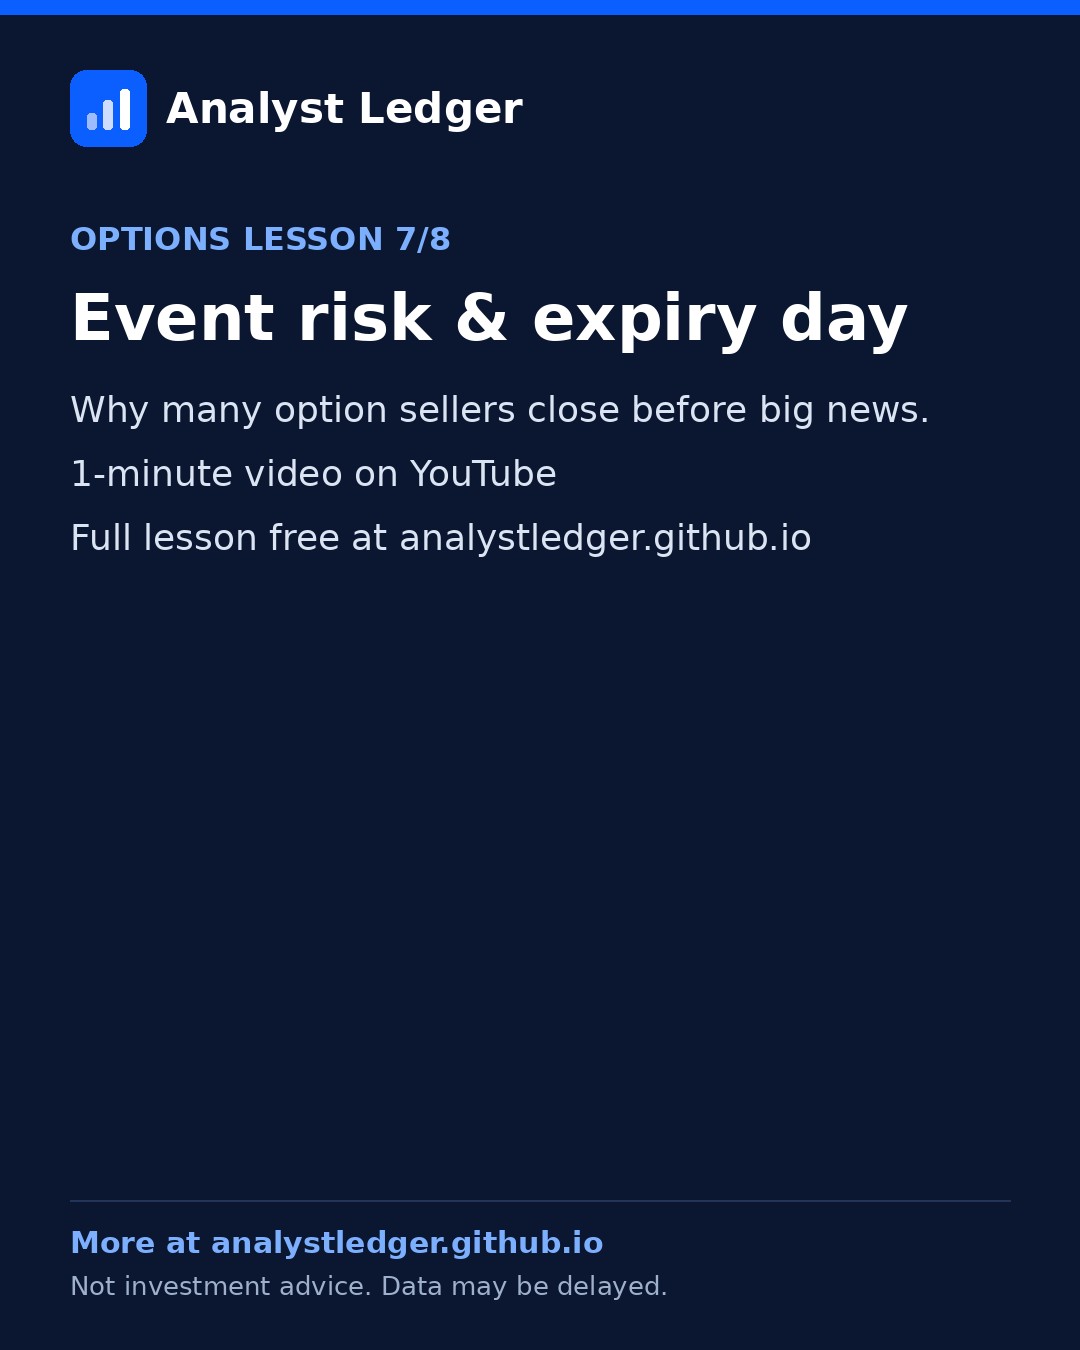 Analyst Ledger
OPTIONS LESSON 7/8
Event risk & expiry day
Why many option sellers close before big news.
1-minute video on YouTube
Full lesson free at analystledger.github.io
More at analystledger.github.io
Not investment advice. Data may be delayed.